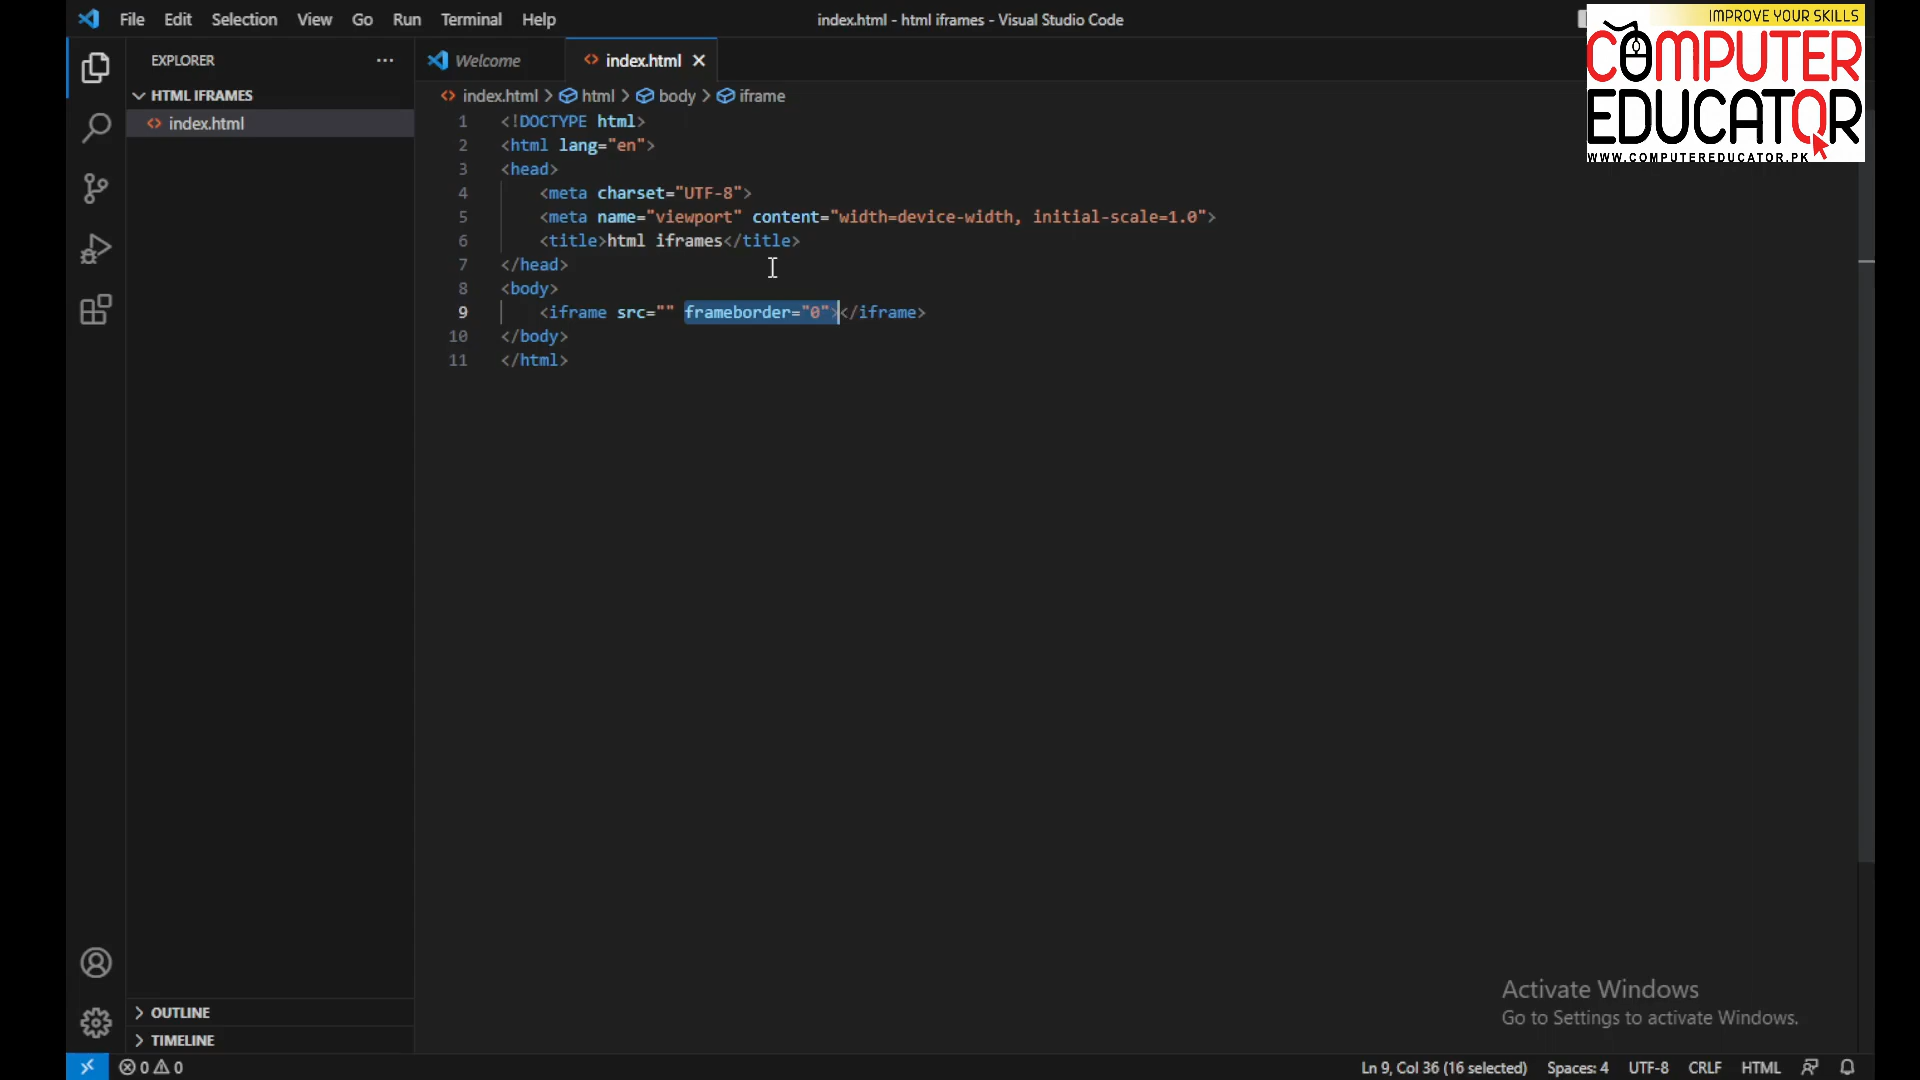 File Edit Selection View Go Run Terminal Help
index.html - html iframes - Visual Studio Code
IMPROVE YOUR SKILLS
COMPUTER
EDUCATOR
WWW.COMPUTEREDUCATOR.PK
EXPLORER
Welcome
index.html
HTML IFRAMES
index.html
index.html > html > body > iframe
1 <!DOCTYPE html>
2 <html lang="en">
3 <head>
4 <meta charset="UTF-8">
5 <meta name="viewport" content="width=device-width, initial-scale=1.0">
6 <title>html iframes</title>
7 </head>
8 <body>
9 <iframe src="" frameborder="0"></iframe>
10 </body>
11 </html>
Activate Windows
Go to Settings to activate Windows.
OUTLINE
TIMELINE
0 0
Ln 9, Col 36 (16 selected) Spaces: 4 UTF-8 CRLF HTML